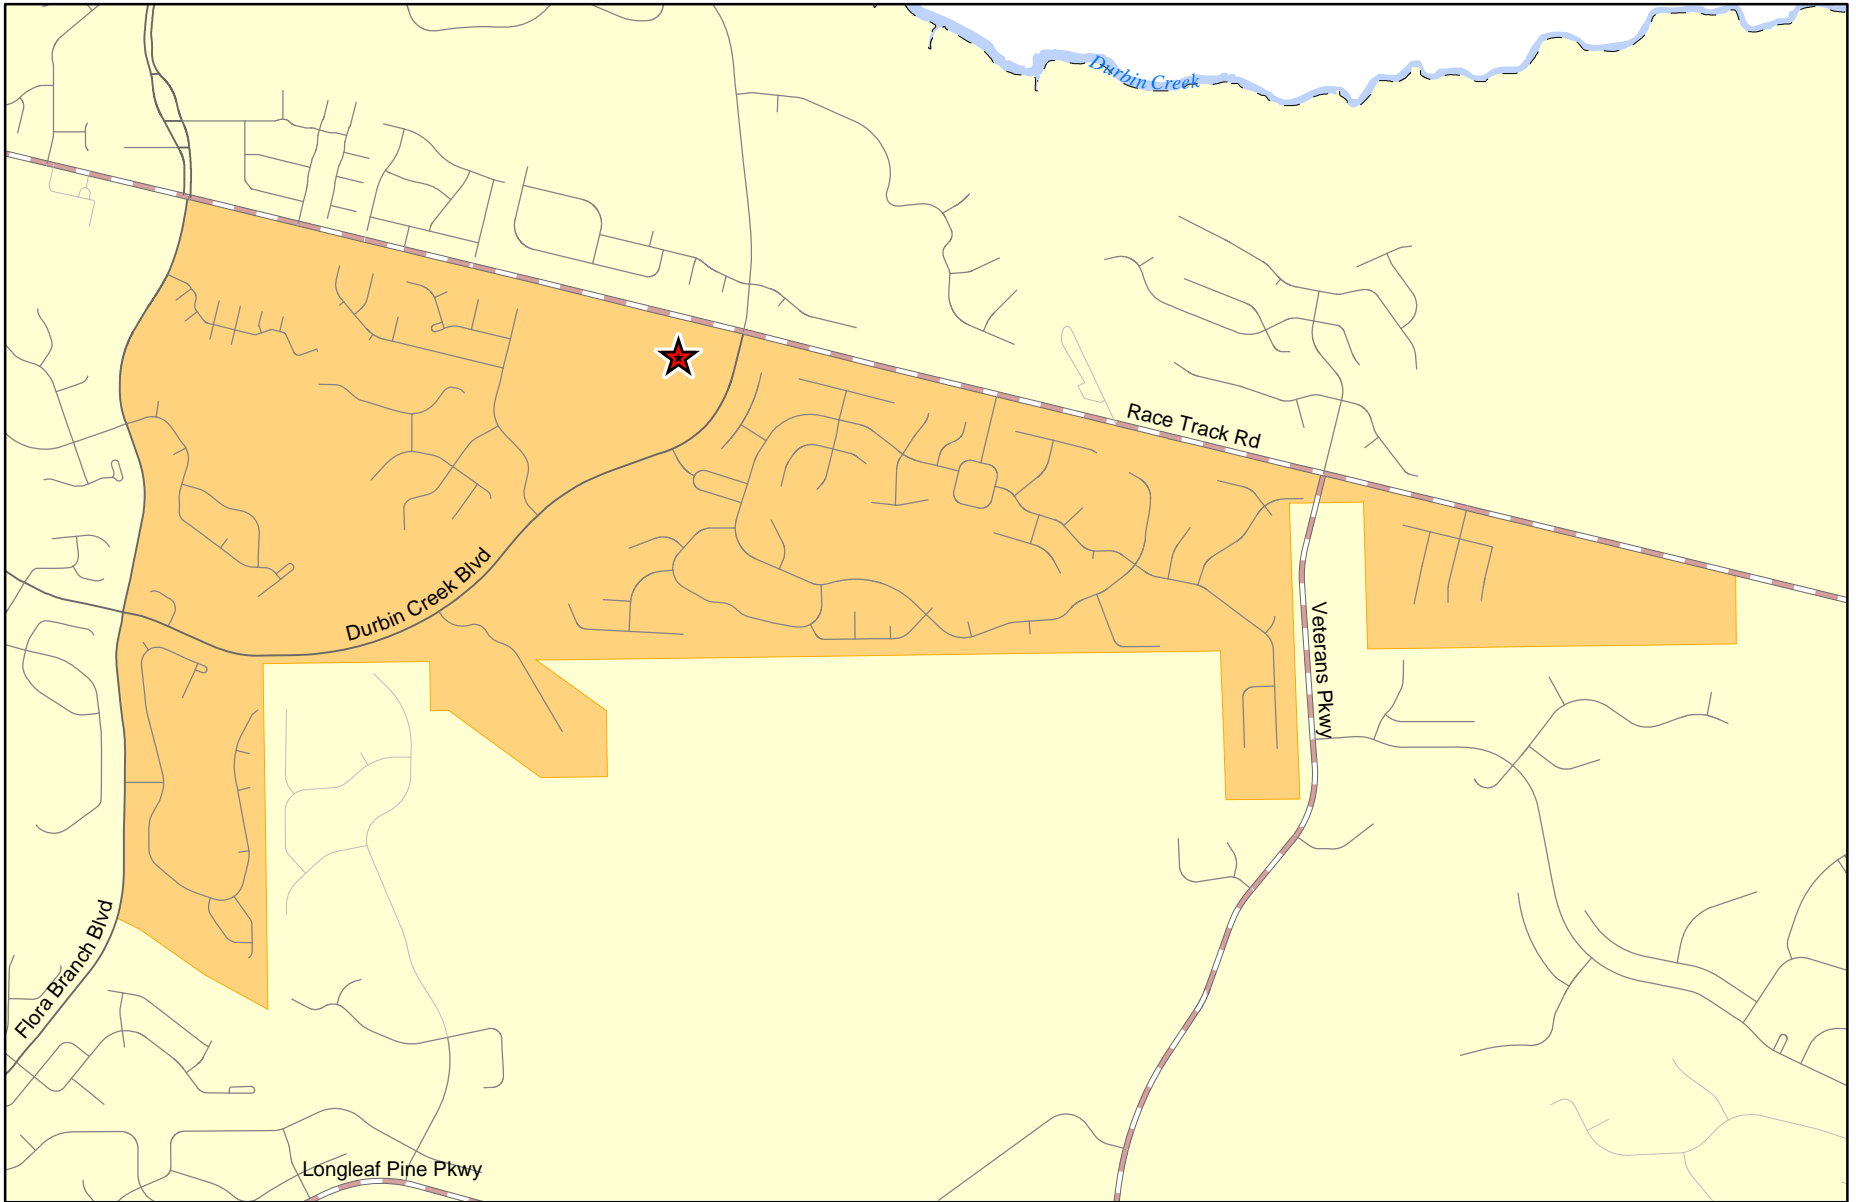 Durbin Creek
Race Track Rd
Durbin Creek Blvd
Veterans Pkwy
Flora Branch Blvd
Longleaf Pine Pkwy